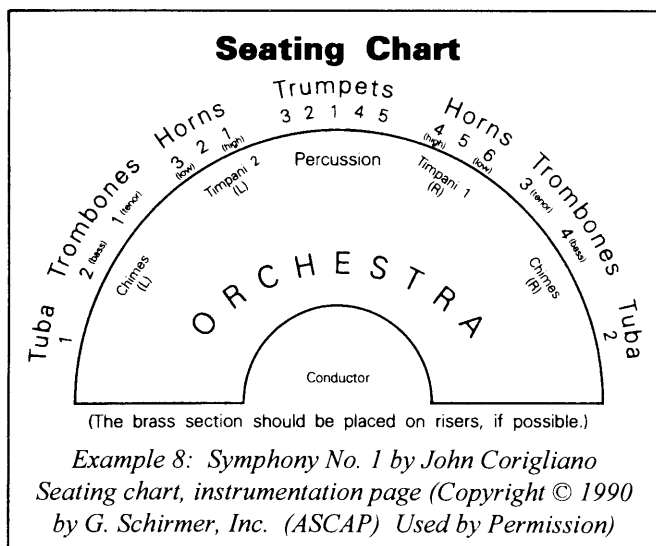 Seating Chart
Trumpets
3 2 1 4 5
Horns
3 (low) 2 1 (high)
Horns
4 (high) 5 6 (low)
Trombones
2 (bass) 1 (tenor)
Trombones
3 (tenor) 4 (bass)
Tuba
1
Tuba
2
Timpani 2
(L)
Percussion
Timpani 1
(R)
Chimes
(L)
Chimes
(R)
ORCHESTRA
Conductor
(The brass section should be placed on risers, if possible.)
Example 8: Symphony No. 1 by John Corigliano
Seating chart, instrumentation page (Copyright © 1990
by G. Schirmer, Inc. (ASCAP) Used by Permission)